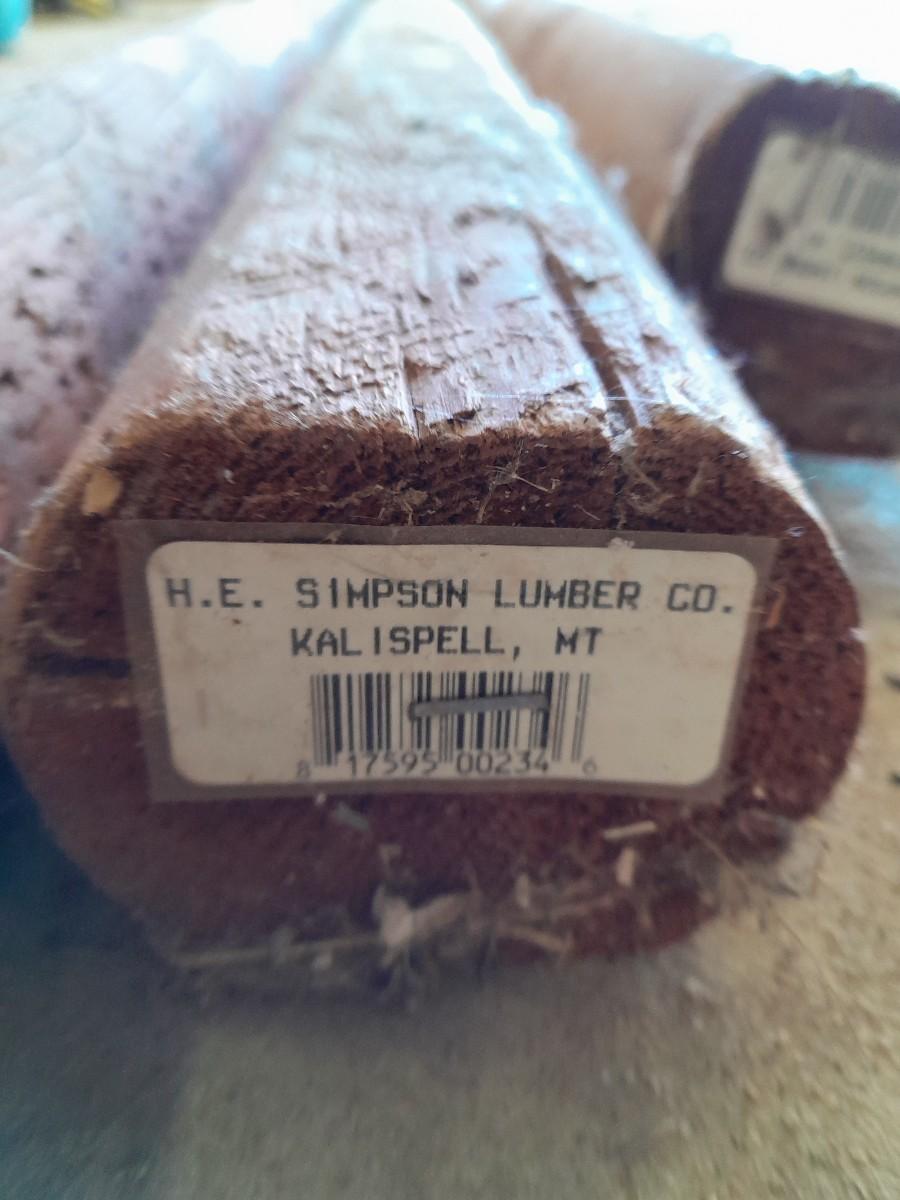 H.E. SIMPSON LUMBER CO.
KALISPELL, MT
8 17595 00234 6